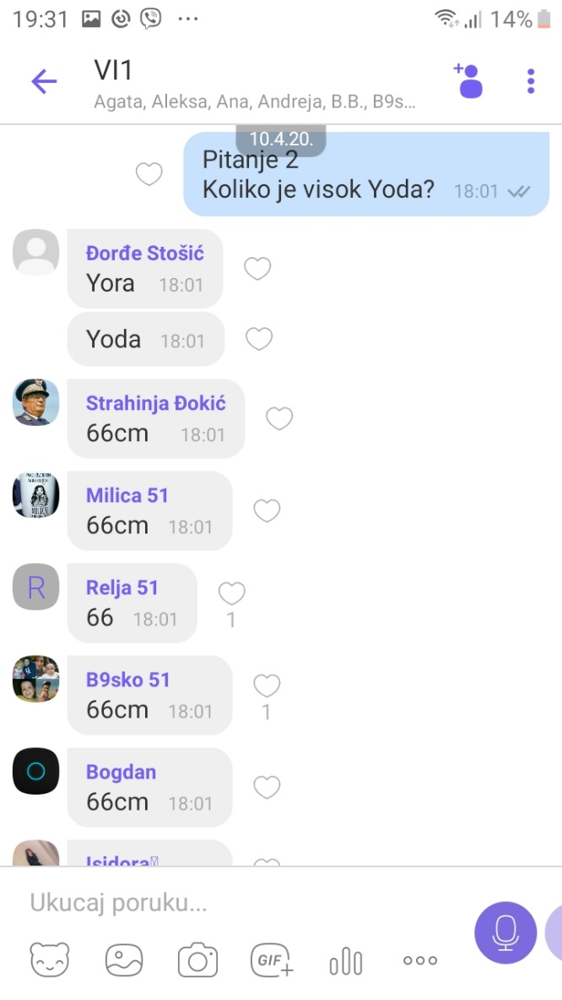 19:31
14%
VI1
Agata, Aleksa, Ana, Andreja, B.B., B9s...
10.4.20.
Pitanje 2
Koliko je visok Yoda? 18:01
Đorđe Stošić
Yora 18:01
Yoda 18:01
Strahinja Đokić
66cm 18:01
Milica 51
66cm 18:01
R
Relja 51
66 18:01
1
B9sko 51
66cm 18:01
1
Bogdan
66cm 18:01
Isidora
Ukucaj poruku...
GIF